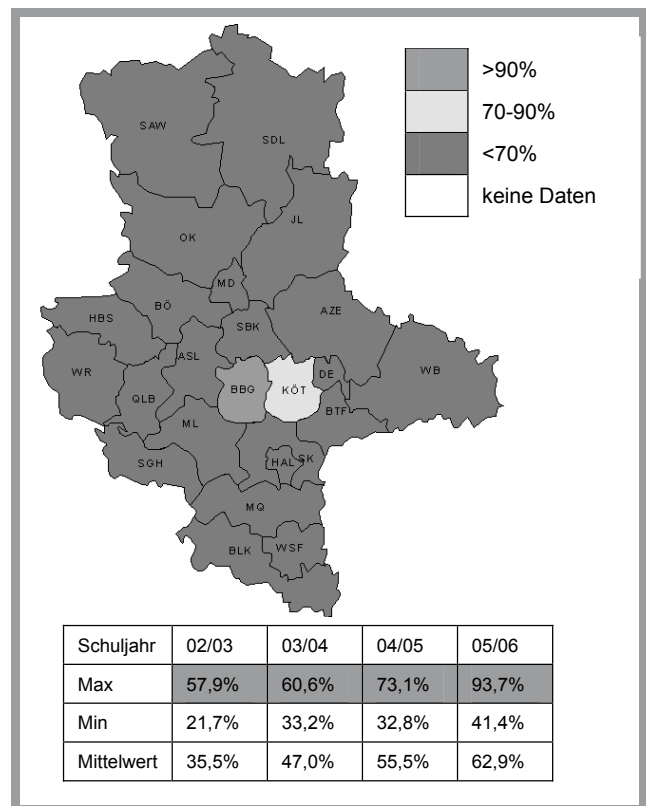 >90%
70-90%
<70%
keine Daten
SAW
SDL
OK
JL
MD
BÖ
HBS
SBK
AZE
ASL
WR
QLB
BBG
KÖT
DE
WB
BTF
ML
SGH
HAL
SK
MQ
BLK
WSF
Schuljahr 02/03 03/04 04/05 05/06
Max 57,9% 60,6% 73,1% 93,7%
Min 21,7% 33,2% 32,8% 41,4%
Mittelwert 35,5% 47,0% 55,5% 62,9%